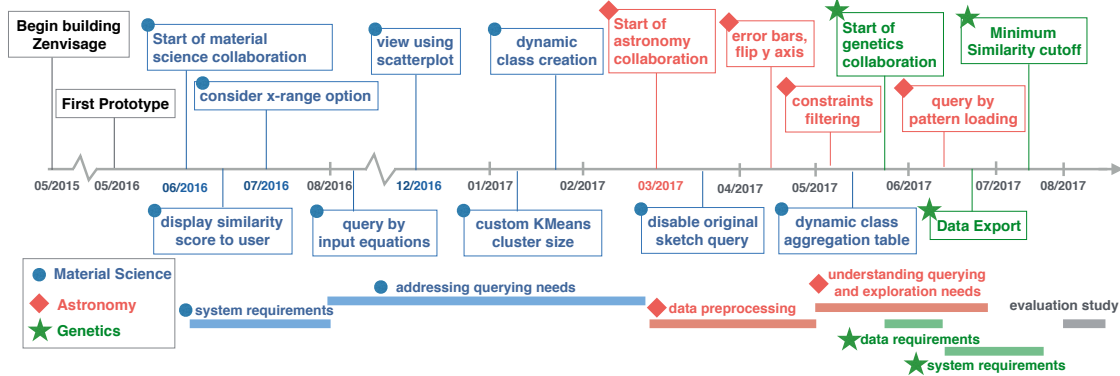 Begin building
Zenvisage
First Prototype
Start of material
science collaboration
consider x-range option
view using
scatterplot
dynamic
class creation
Start of
astronomy
collaboration
error bars,
flip y axis
constraints
filtering
Start of
genetics
collaboration
query by
pattern loading
Minimum
Similarity cutoff
05/2015
05/2016
06/2016
07/2016
08/2016
12/2016
01/2017
02/2017
03/2017
04/2017
05/2017
06/2017
07/2017
08/2017
display similarity
score to user
query by
input equations
custom KMeans
cluster size
disable original
sketch query
dynamic class
aggregation table
Data Export
Material Science
Astronomy
Genetics
system requirements
addressing querying needs
data preprocessing
understanding querying
and exploration needs
data requirements
system requirements
evaluation study